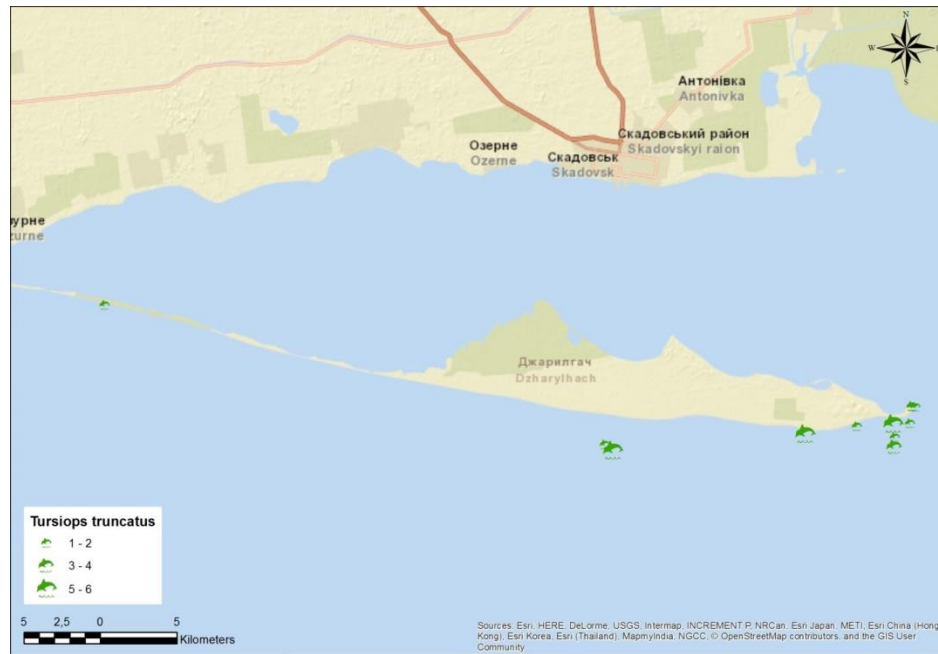 N
W
S
Антонівка
Antonivka
Скадовський район
Skadovskyi raion
Озерне
Ozerne
Скадовськ
Skadovsk
урне
zurne
Джарилгач
Dzharylhach
Tursiops truncatus
1 - 2
3 - 4
5 - 6
5 2,5 0 5
Kilometers
Sources: Esri, HERE, DeLorme, USGS, Intermap, INCREMENT P, NRCan, Esri Japan, METI, Esri China (Hong
Kong), Esri Korea, Esri (Thailand), MapmyIndia, NGCC, © OpenStreetMap contributors, and the GIS User
Community